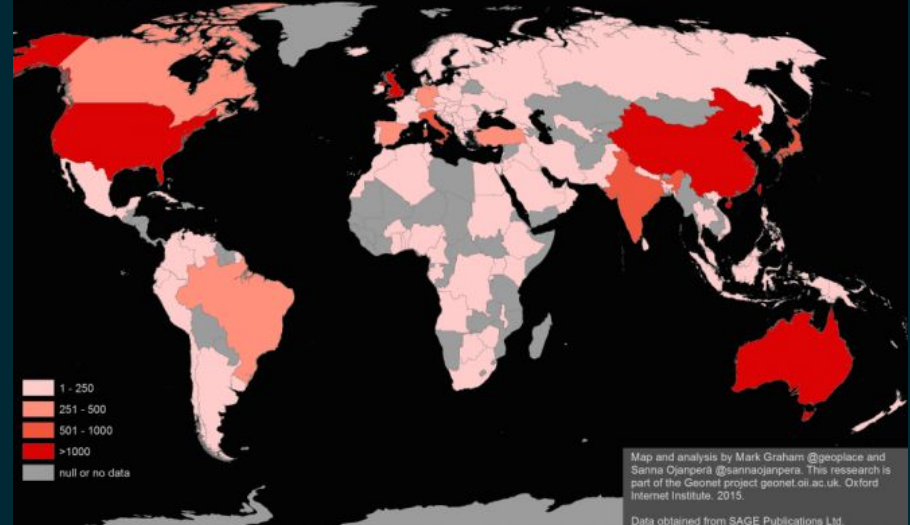 1 - 250
251 - 500
501 - 1000
>1000
null or no data
Map and analysis by Mark Graham @geoplace and
Sanna Ojanperä @sannaojanpera. This ressearch is
part of the Geonet project geonet.oii.ac.uk. Oxford
Internet Institute. 2015.
Data obtained from SAGE Publications Ltd.